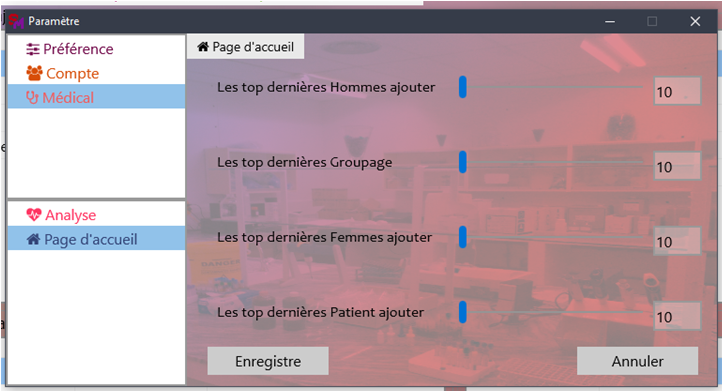 Paramètre
Préférence
Compte
Médical
Analyse
Page d'accueil
Page d'accueil
Les top dernières Hommes ajouter
10
Les top dernières Groupage
10
Les top dernières Femmes ajouter
10
Les top dernières Patient ajouter
10
Enregistre
Annuler